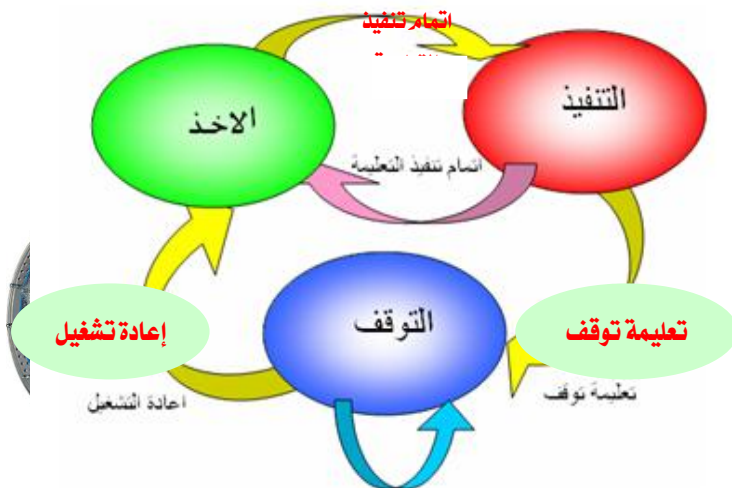 اتمام تنفيذ
الاخذ
التنفيذ
اتمام تنفيذ التعليمة
التوقف
إعادة تشغيل
تعليمة توقف
اعادة التشغيل
تعليمة توقف